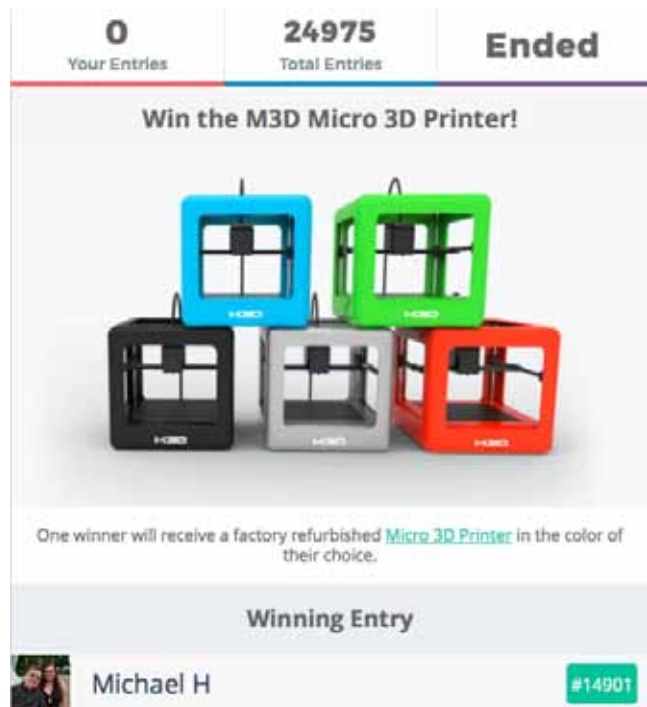 0
Your Entries
24975
Total Entries
Ended
Win the M3D Micro 3D Printer!
M3D
M3D
M3D
M3D
M3D
One winner will receive a factory refurbished Micro 3D Printer in the color of
their choice.
Winning Entry
Michael H
#14901